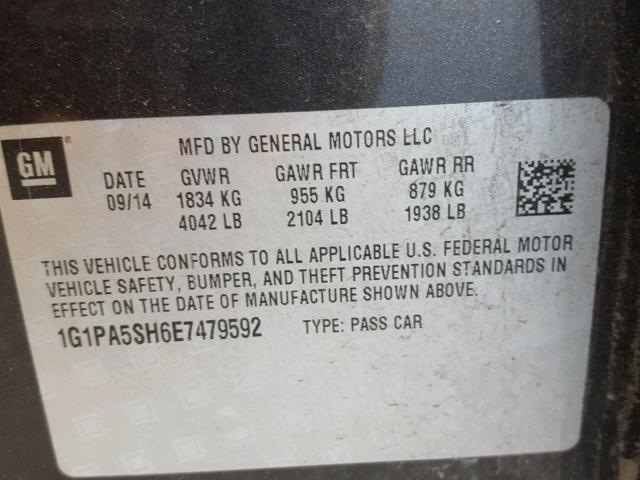 GM ®
MFD BY GENERAL MOTORS LLC
DATE GVWR GAWR FRT GAWR RR
09/14 1834 KG 955 KG 879 KG
4042 LB 2104 LB 1938 LB
THIS VEHICLE CONFORMS TO ALL APPLICABLE U.S. FEDERAL MOTOR
VEHICLE SAFETY, BUMPER, AND THEFT PREVENTION STANDARDS IN
EFFECT ON THE DATE OF MANUFACTURE SHOWN ABOVE.
1G1PA5SH6E7479592 TYPE: PASS CAR